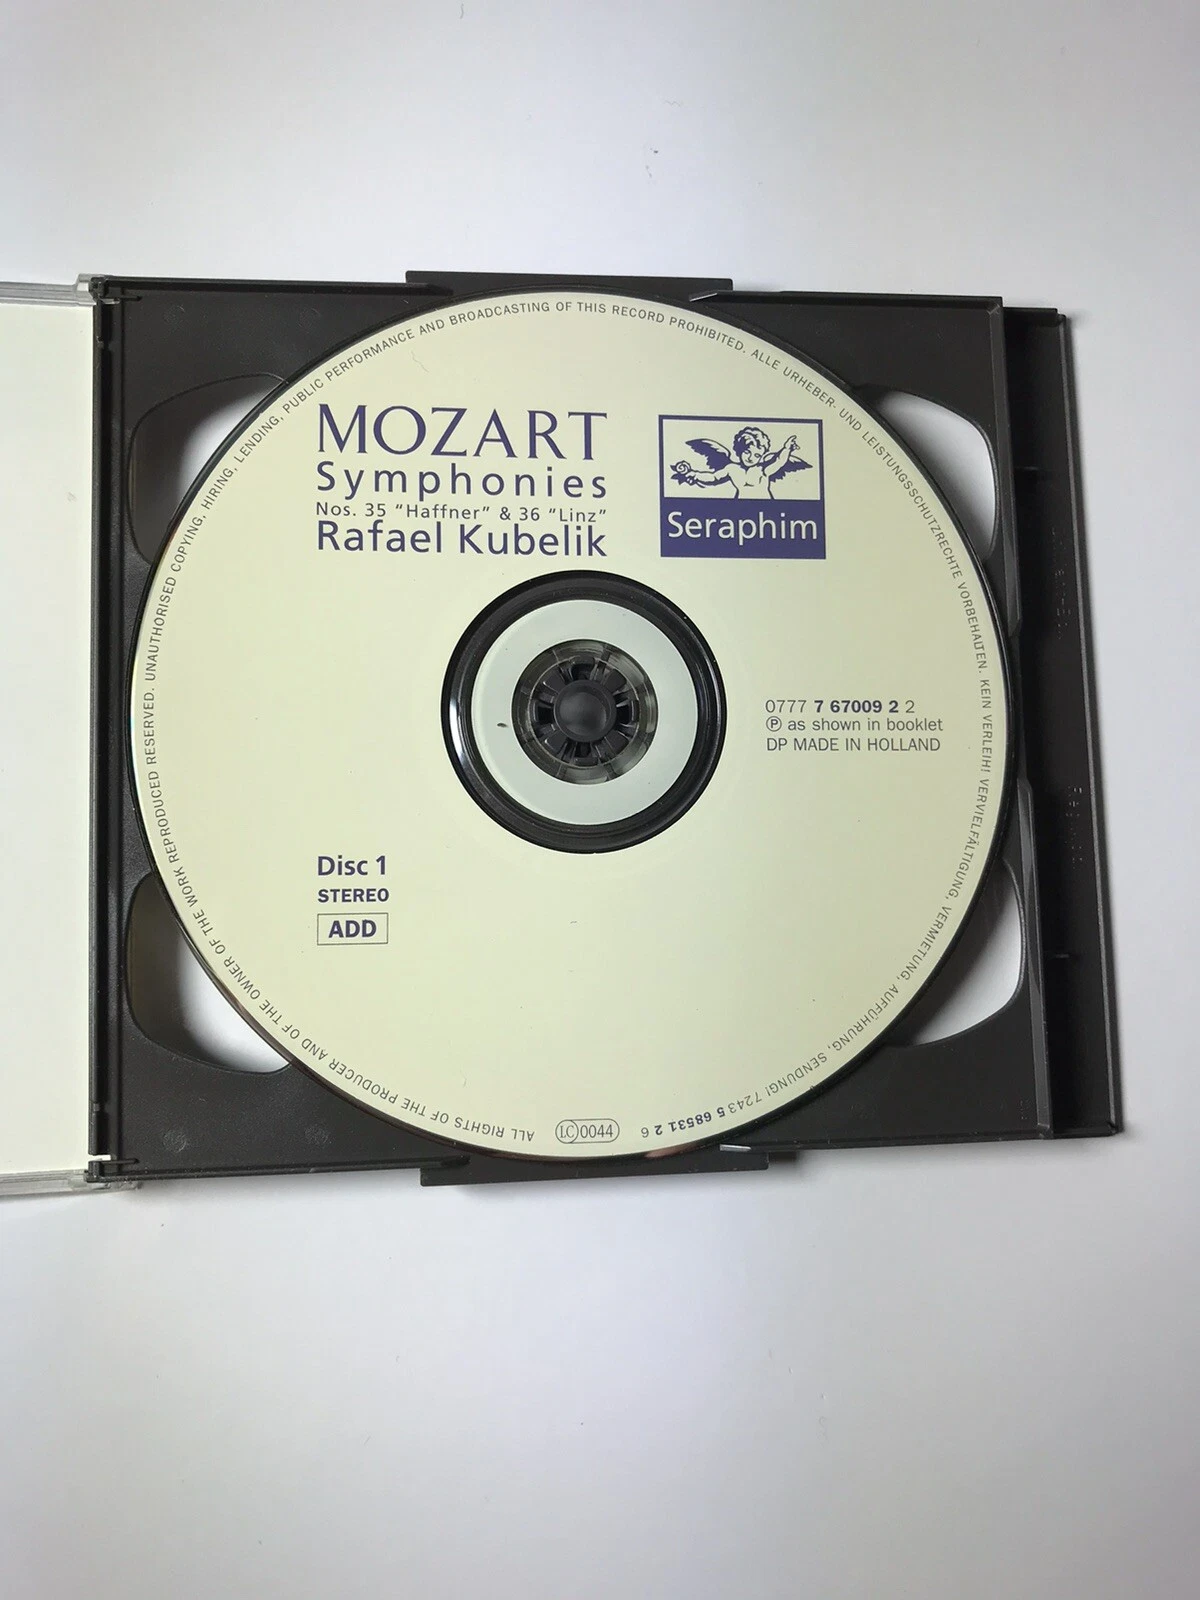 MOZART
Symphonies
Nos. 35 "Haffner" & 36 "Linz"
Rafael Kubelik
Seraphim
0777 7 67009 2 2
℗ as shown in booklet
DP MADE IN HOLLAND
Disc 1
STEREO
ADD
ALL RIGHTS OF THE PRODUCER AND OF THE OWNER OF THE WORK REPRODUCED RESERVED. UNAUTHORISED COPYING, HIRING, LENDING, PUBLIC PERFORMANCE AND BROADCASTING OF THIS RECORD PROHIBITED. ALLE URHEBER- UND LEISTUNGSSCHUTZRECHTE VORBEHALTEN. KEIN VERLEIH! VERVIELFÄLTIGUNG, VERMIETUNG, AUFFÜHRUNG, SENDUNG! 7243 5 68531 2 6
LC 0044